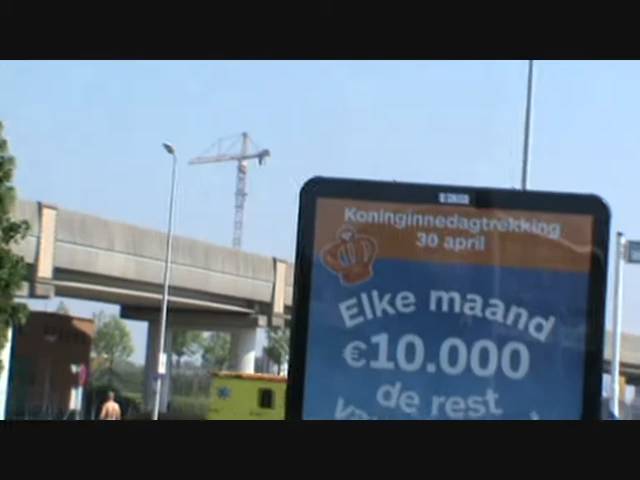 Koninginnedagtrekking
30 april
Elke maand
€10.000
de rest